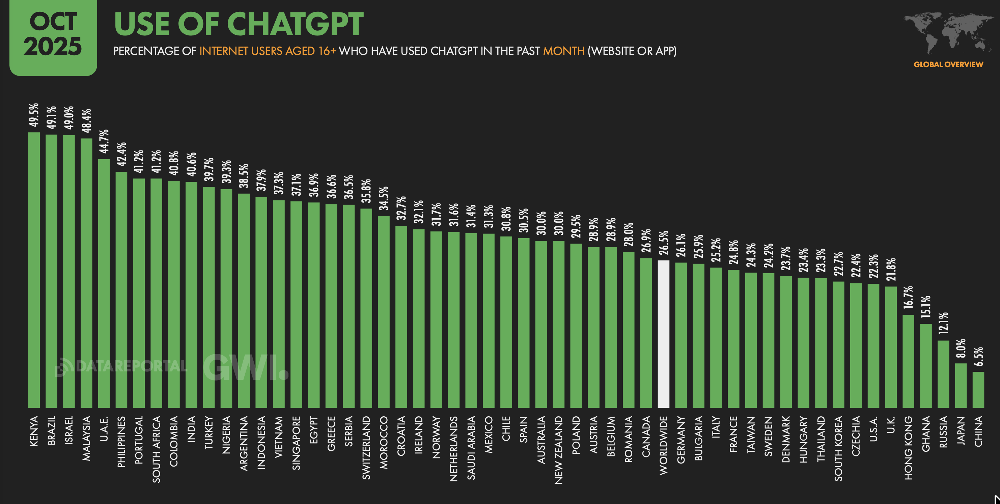 OCT
2025
USE OF CHATGPT
PERCENTAGE OF INTERNET USERS AGED 16+ WHO HAVE USED CHATGPT IN THE PAST MONTH (WEBSITE OR APP)
GLOBAL OVERVIEW
49.5%
49.1%
49.0%
48.4%
44.7%
42.4%
41.2%
41.2%
40.8%
40.6%
39.7%
39.3%
38.5%
37.9%
37.3%
37.1%
36.9%
36.6%
36.5%
35.8%
34.5%
32.7%
32.1%
31.7%
31.6%
31.4%
31.3%
30.8%
30.5%
30.0%
30.0%
29.5%
28.9%
28.9%
28.0%
26.9%
26.5%
26.1%
25.9%
25.2%
24.8%
24.3%
24.2%
23.7%
23.4%
23.3%
22.7%
22.4%
22.3%
21.8%
16.7%
15.1%
12.1%
8.0%
6.5%
DATAREPORTAL
GWI.
KENYA
BRAZIL
ISRAEL
MALAYSIA
U.A.E.
PHILIPPINES
PORTUGAL
SOUTH AFRICA
COLOMBIA
INDIA
TURKEY
NIGERIA
ARGENTINA
INDONESIA
VIETNAM
SINGAPORE
EGYPT
GREECE
SERBIA
SWITZERLAND
MOROCCO
CROATIA
IRELAND
NORWAY
NETHERLANDS
SAUDI ARABIA
MEXICO
CHILE
SPAIN
AUSTRALIA
NEW ZEALAND
POLAND
AUSTRIA
BELGIUM
ROMANIA
CANADA
WORLDWIDE
GERMANY
BULGARIA
ITALY
FRANCE
TAIWAN
SWEDEN
DENMARK
HUNGARY
THAILAND
SOUTH KOREA
CZECHIA
U.S.A.
U.K.
HONG KONG
GHANA
RUSSIA
JAPAN
CHINA